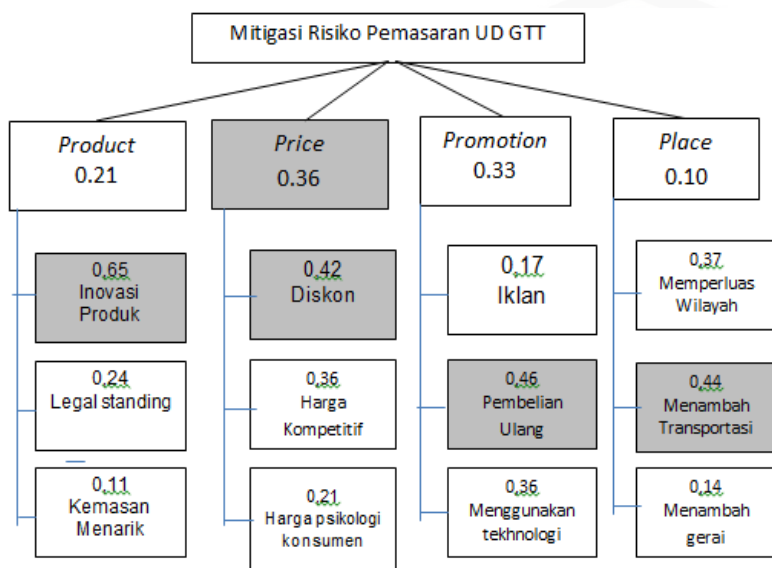 Mitigasi Risiko Pemasaran UD GTT
Product
0.21
Price
0.36
Promotion
0.33
Place
0.10
0,65
Inovasi
Produk
0,42
Diskon
0,17
Iklan
0,37
Memperluas
Wilayah
0,24
Legal standing
0,36
Harga
Kompetitif
0,46
Pembelian
Ulang
0,44
Menambah
Transportasi
0,11
Kemasan
Menarik
0,21
Harga psikologi
konsumen
0,36
Menggunakan
tekhnologi
0,14
Menambah
gerai